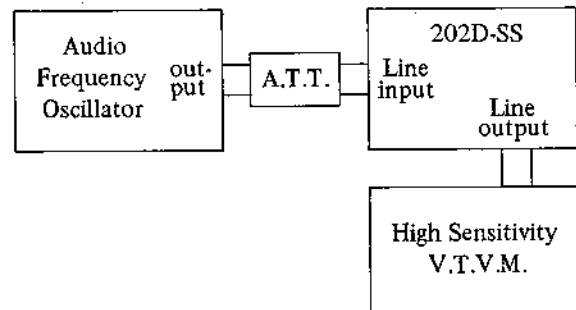 Audio
Frequency
Oscillator
out-
put
A.T.T.
202D-SS
Line
input
Line
output
High Sensitivity
V.T.V.M.